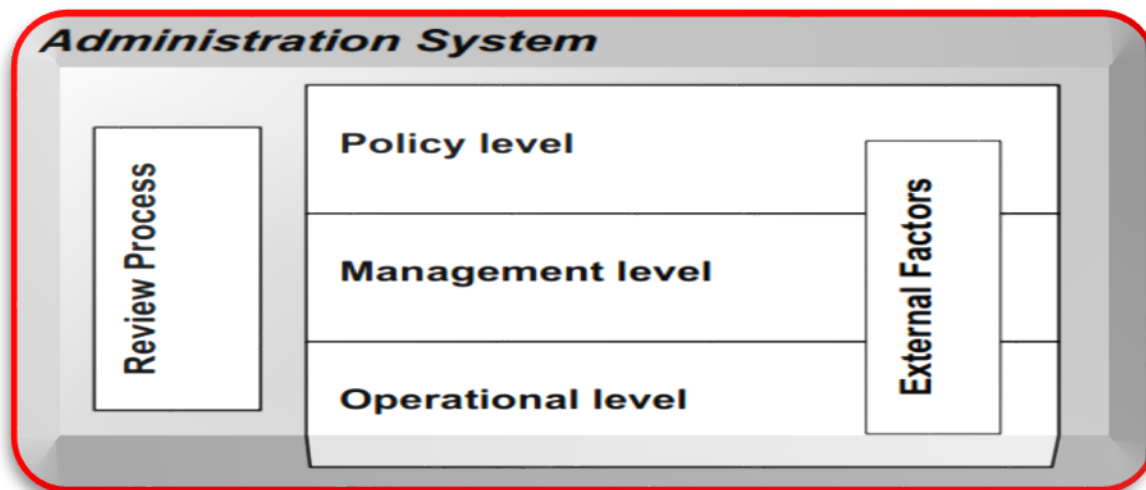 Administration System
Review Process
Policy level
Management level
Operational level
External Factors